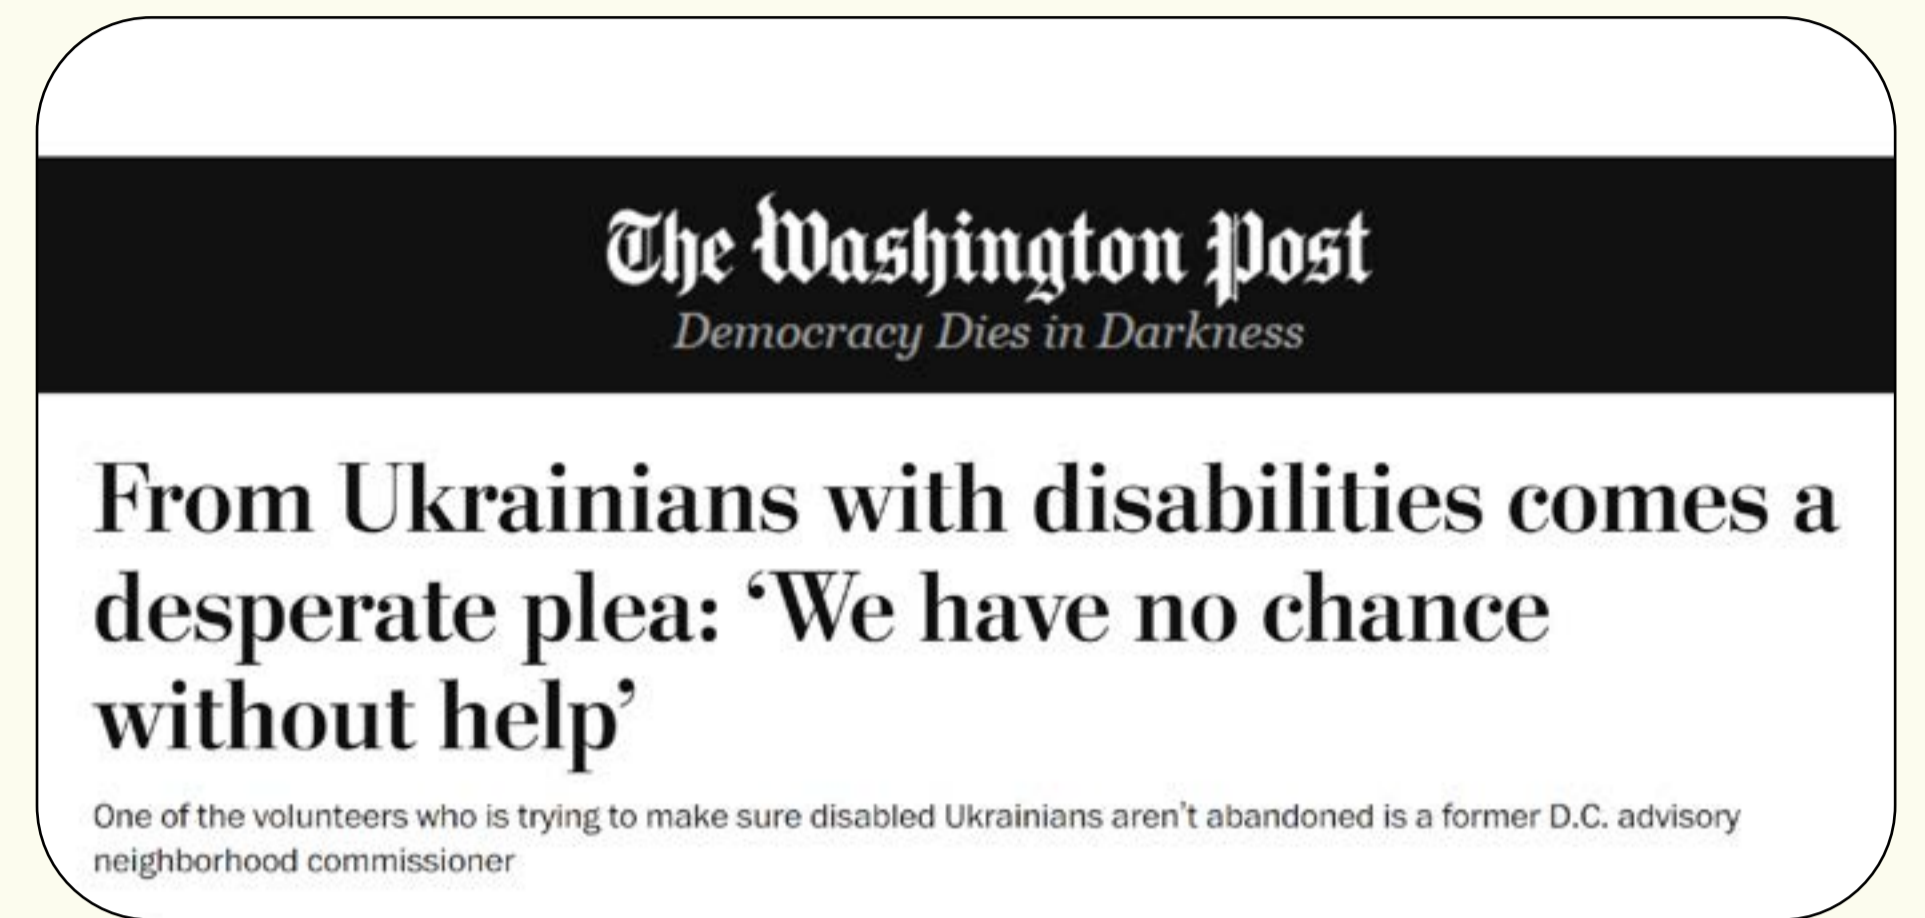 The Washington Post
Democracy Dies in Darkness
From Ukrainians with disabilities comes a
desperate plea: ‘We have no chance
without help’
One of the volunteers who is trying to make sure disabled Ukrainians aren't abandoned is a former D.C. advisory
neighborhood commissioner